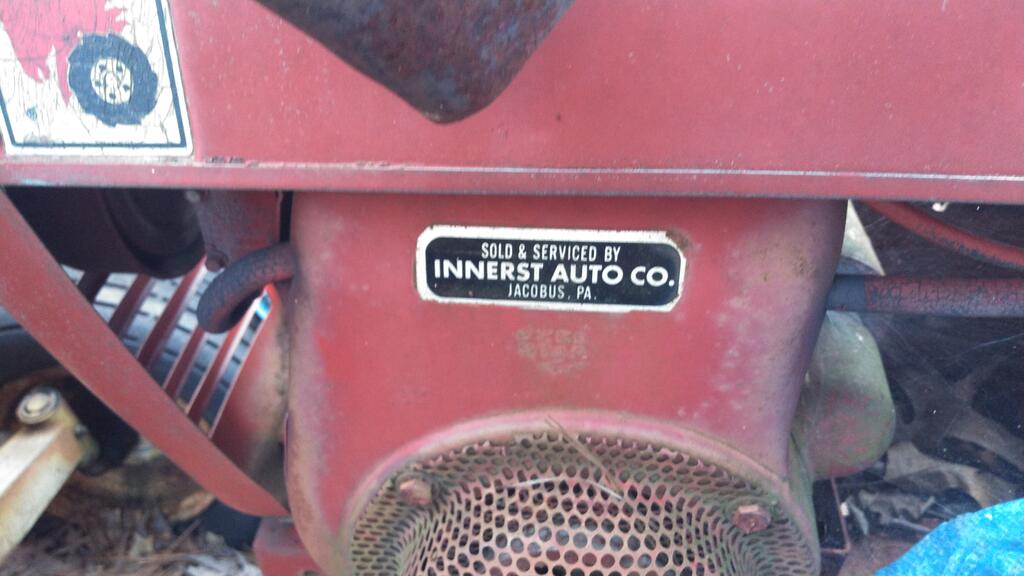 SOLD & SERVICED BY
INNERST AUTO CO.
JACOBUS, PA.